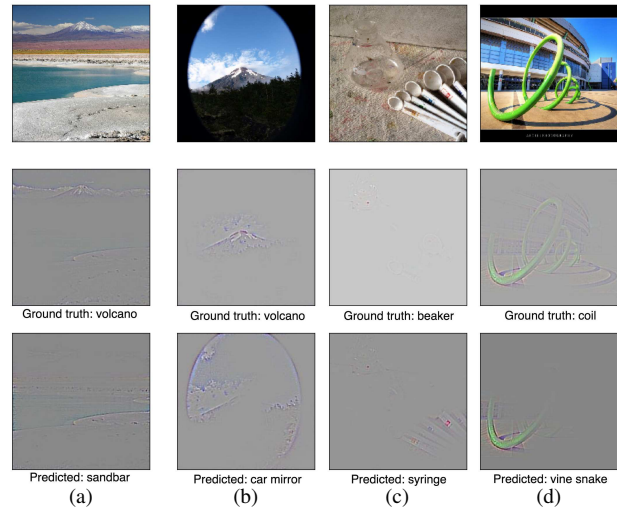 Ground truth: volcano
Ground truth: volcano
Ground truth: beaker
Ground truth: coil
Predicted: sandbar
Predicted: car mirror
Predicted: syringe
Predicted: vine snake
(a)
(b)
(c)
(d)